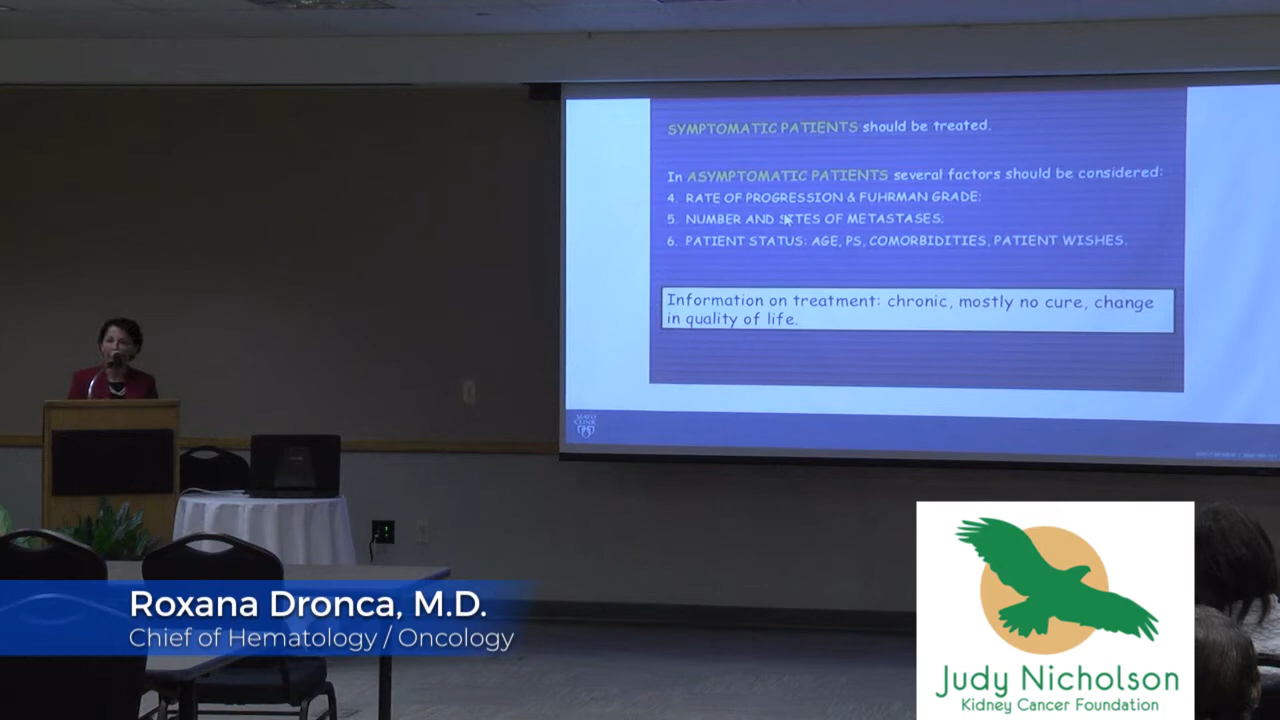 SYMPTOMATIC PATIENTS should be treated.
In ASYMPTOMATIC PATIENTS several factors should be considered:
4. RATE OF PROGRESSION & FUHRMAN GRADE;
5. NUMBER AND SITES OF METASTASES;
6. PATIENT STATUS: AGE, PS, COMORBIDITIES, PATIENT WISHES.
Information on treatment: chronic, mostly no cure, change
in quality of life.
MAYO
CLINIC
Roxana Dronca, M.D.
Chief of Hematology / Oncology
Judy Nicholson
Kidney Cancer Foundation